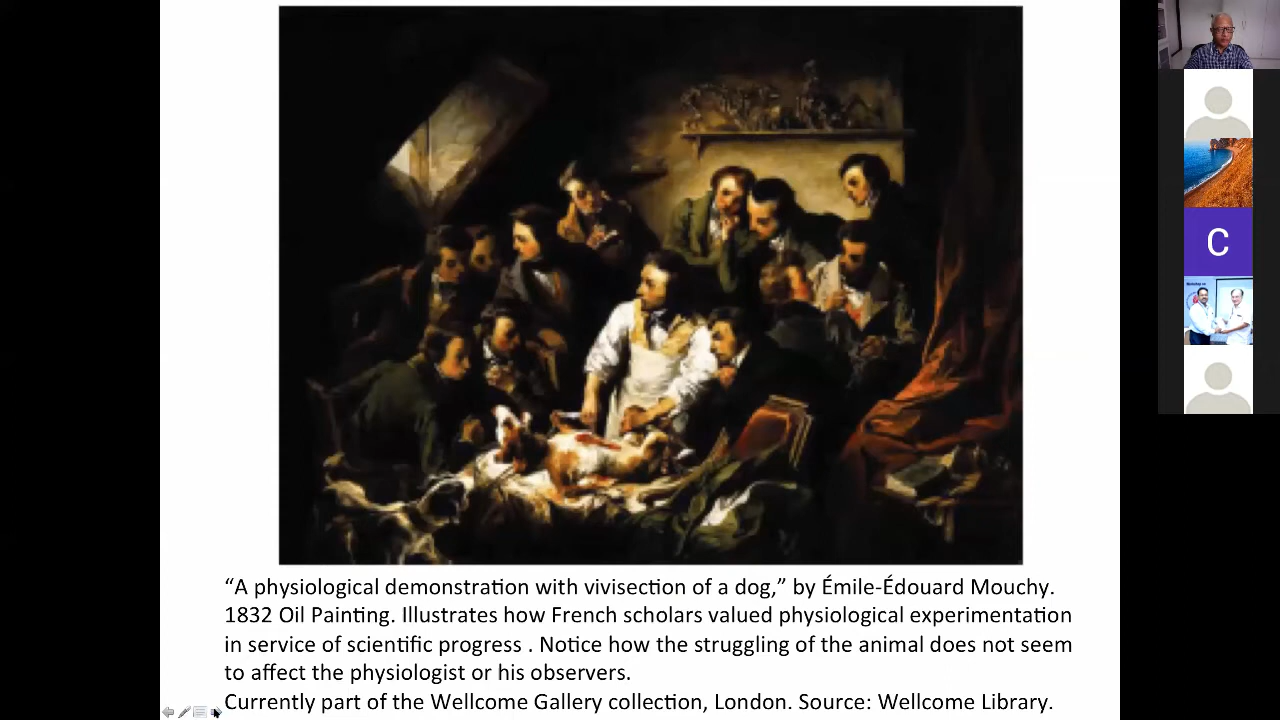 “A physiological demonstration with vivisection of a dog,” by Émile-Édouard Mouchy.
1832 Oil Painting. Illustrates how French scholars valued physiological experimentation
in service of scientific progress . Notice how the struggling of the animal does not seem
to affect the physiologist or his observers.
Currently part of the Wellcome Gallery collection, London. Source: Wellcome Library.
C